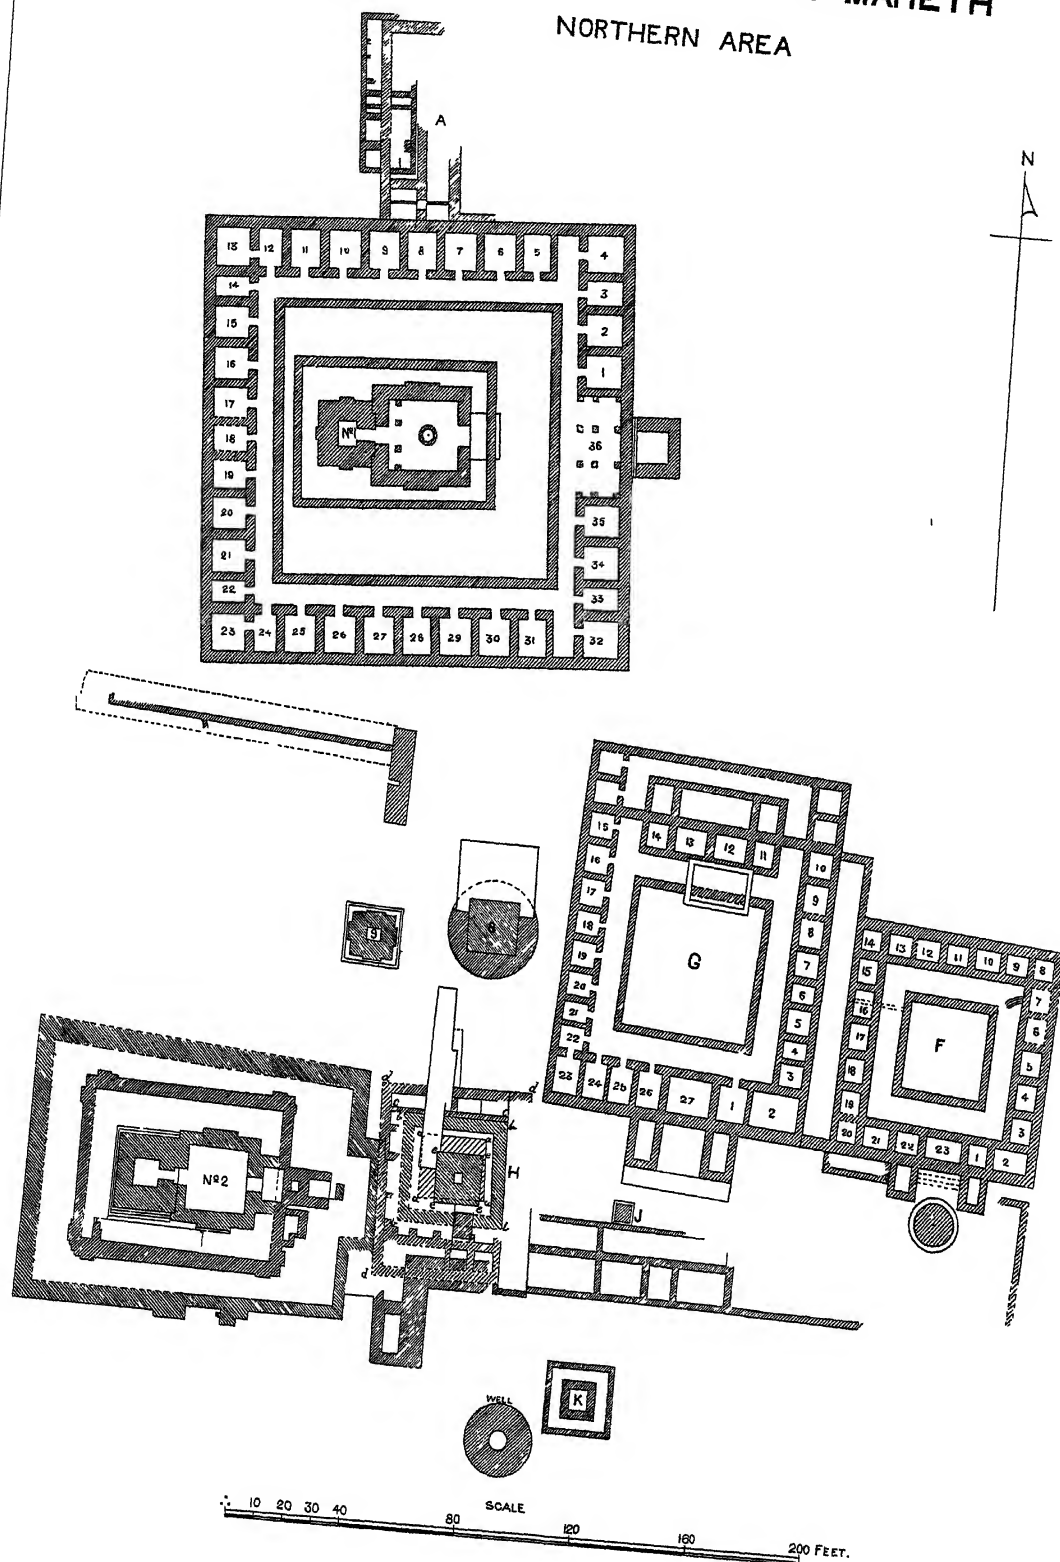 MAHETH
NORTHERN AREA
N
A
13 12 11 10 9 8 7 6 5 4
14 3
15 2
16 1
17
Nº1
18 36
19
20 35
21 34
22 33
23 24 25 26 27 28 29 30 31 32
15 14 13 12 11 10
16 9
17 8
18 7
19 6
20 5
21 4
22 3
23 24 25 26 27 1 2
G
14 13 12 11 10 9 8
15 7
16 6
17 5
18 4
19 3
20 21 22 23 1 2
F
9
Nº2
H
d
d
d
J
K
WELL
SCALE
10 20 30 40 80 120 160 200 FEET.